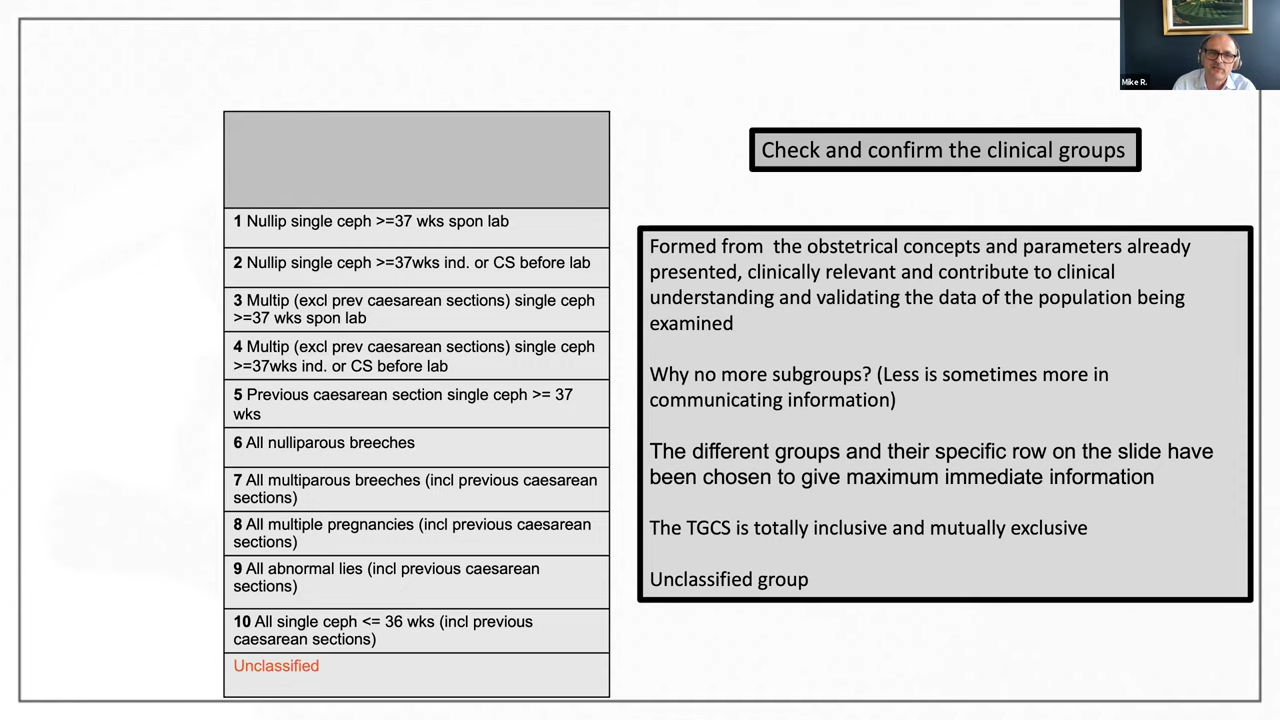 Mike R.
Check and confirm the clinical groups
1 Nullip single ceph >=37 wks spon lab
2 Nullip single ceph >=37wks ind. or CS before lab
3 Multip (excl prev caesarean sections) single ceph
>=37 wks spon lab
4 Multip (excl prev caesarean sections) single ceph
>=37wks ind. or CS before lab
5 Previous caesarean section single ceph >= 37
wks
6 All nulliparous breeches
7 All multiparous breeches (incl previous caesarean
sections)
8 All multiple pregnancies (incl previous caesarean
sections)
9 All abnormal lies (incl previous caesarean
sections)
10 All single ceph <= 36 wks (incl previous
caesarean sections)
Unclassified
Formed from  the obstetrical concepts and parameters already
presented, clinically relevant and contribute to clinical
understanding and validating the data of the population being
examined
Why no more subgroups? (Less is sometimes more in
communicating information)
The different groups and their specific row on the slide have
been chosen to give maximum immediate information
The TGCS is totally inclusive and mutually exclusive
Unclassified group